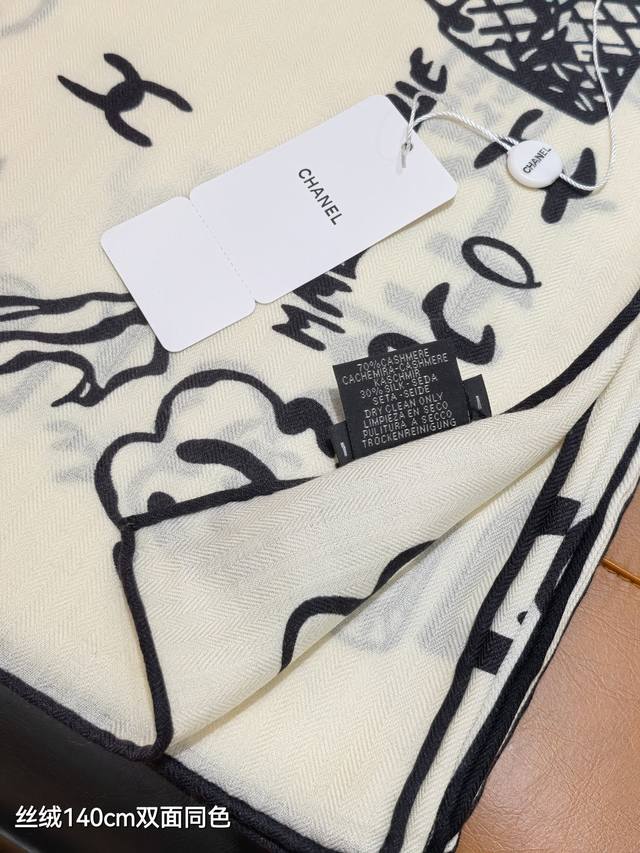 CHANEL
CHANEL
70%CASHMERE
CACHEMIRA-CASHMERE
KASCHMIR
30% SILK-SEDA
SETA-SEIDE
DRY CLEAN ONLY
LIMPIEZA EN SECO
PULITURA A SECCO
TROCKENREINIGUNG
丝绒140cm双面同色